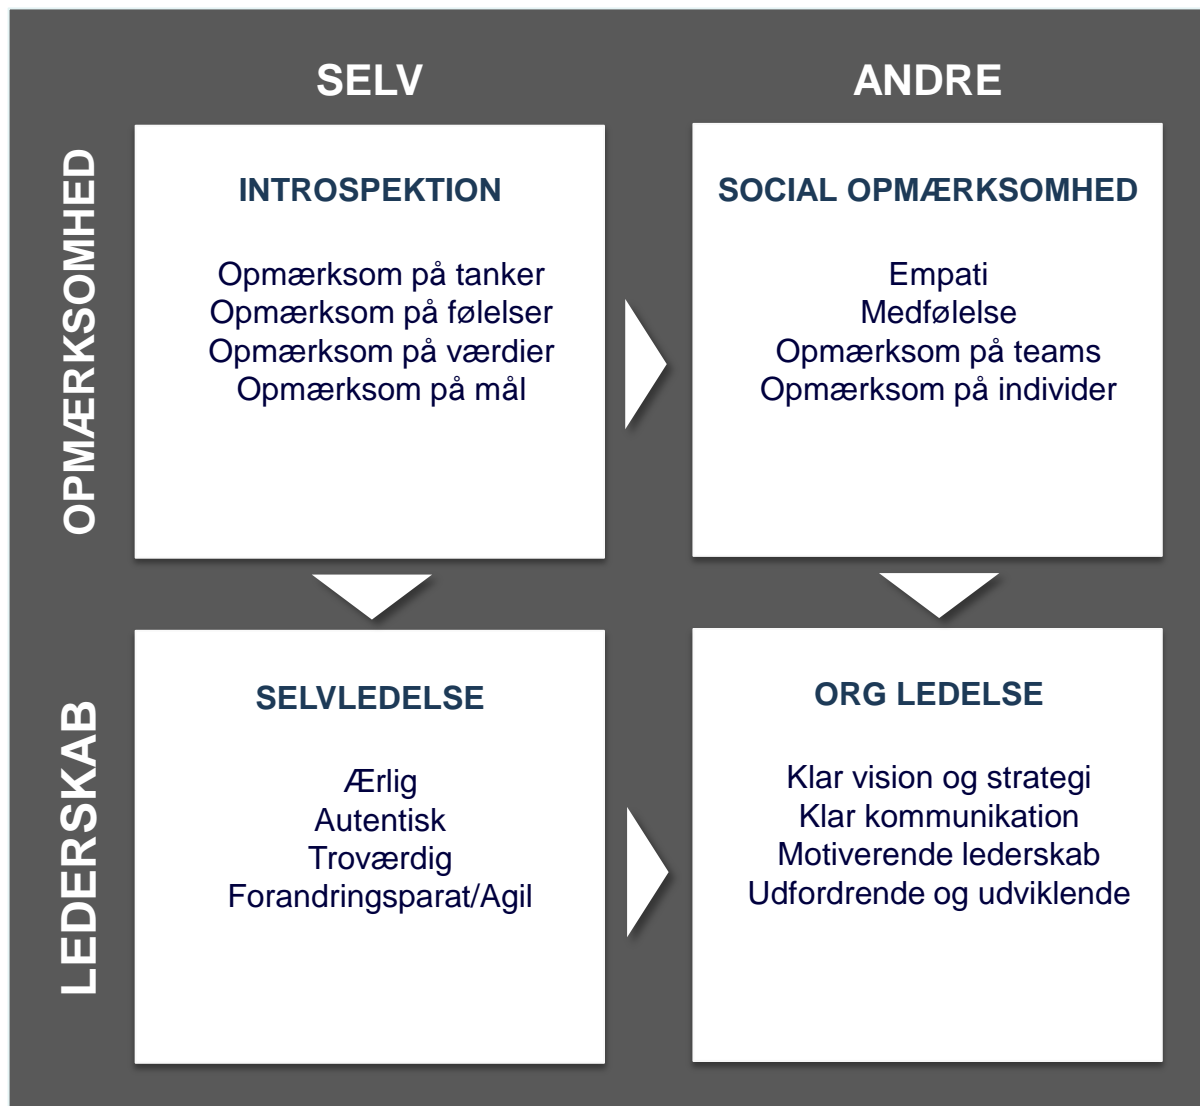 SELV
ANDRE
OPMÆRKSOMHED
INTROSPEKTION
Opmærksom på tanker
Opmærksom på følelser
Opmærksom på værdier
Opmærksom på mål
SOCIAL OPMÆRKSOMHED
Empati
Medfølelse
Opmærksom på teams
Opmærksom på individer
LEDERSKAB
SELVLEDELSE
Ærlig
Autentisk
Troværdig
Forandringsparat/Agil
ORG LEDELSE
Klar vision og strategi
Klar kommunikation
Motiverende lederskab
Udfordrende og udviklende